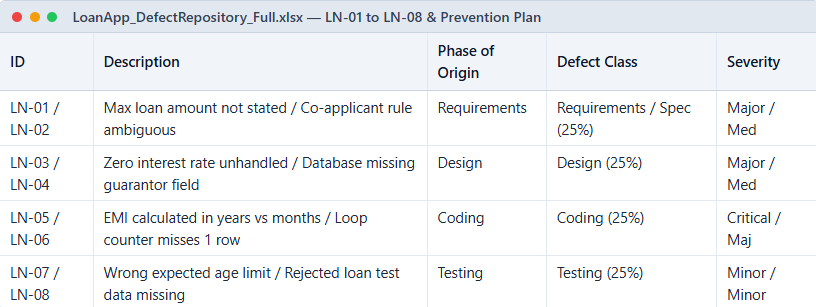 LoanApp_DefectRepository_Full.xlsx — LN-01 to LN-08 & Prevention Plan
ID Description Phase of Origin Defect Class Severity
LN-01 / LN-02 Max loan amount not stated / Co-applicant rule ambiguous Requirements Requirements / Spec (25%) Major / Med
LN-03 / LN-04 Zero interest rate unhandled / Database missing guarantor field Design Design (25%) Major / Med
LN-05 / LN-06 EMI calculated in years vs months / Loop counter misses 1 row Coding Coding (25%) Critical / Maj
LN-07 / LN-08 Wrong expected age limit / Rejected loan test data missing Testing Testing (25%) Minor / Minor